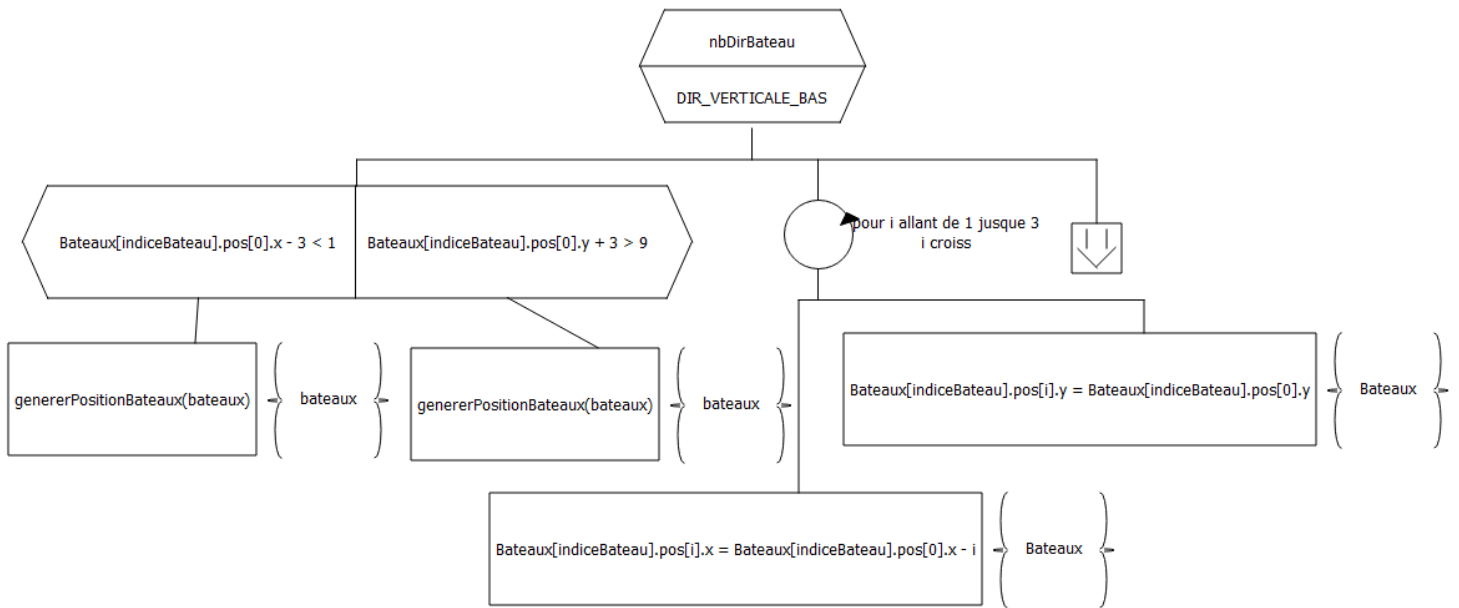 nbDirBateau
DIR_VERTICALE_BAS
Bateaux[indiceBateau].pos[0].x - 3 < 1
Bateaux[indiceBateau].pos[0].y + 3 > 9
pour i allant de 1 jusque 3
i croiss
genererPositionBateaux(bateaux)
bateaux
genererPositionBateaux(bateaux)
bateaux
Bateaux[indiceBateau].pos[i].y = Bateaux[indiceBateau].pos[0].y
Bateaux
Bateaux[indiceBateau].pos[i].x = Bateaux[indiceBateau].pos[0].x - i
Bateaux